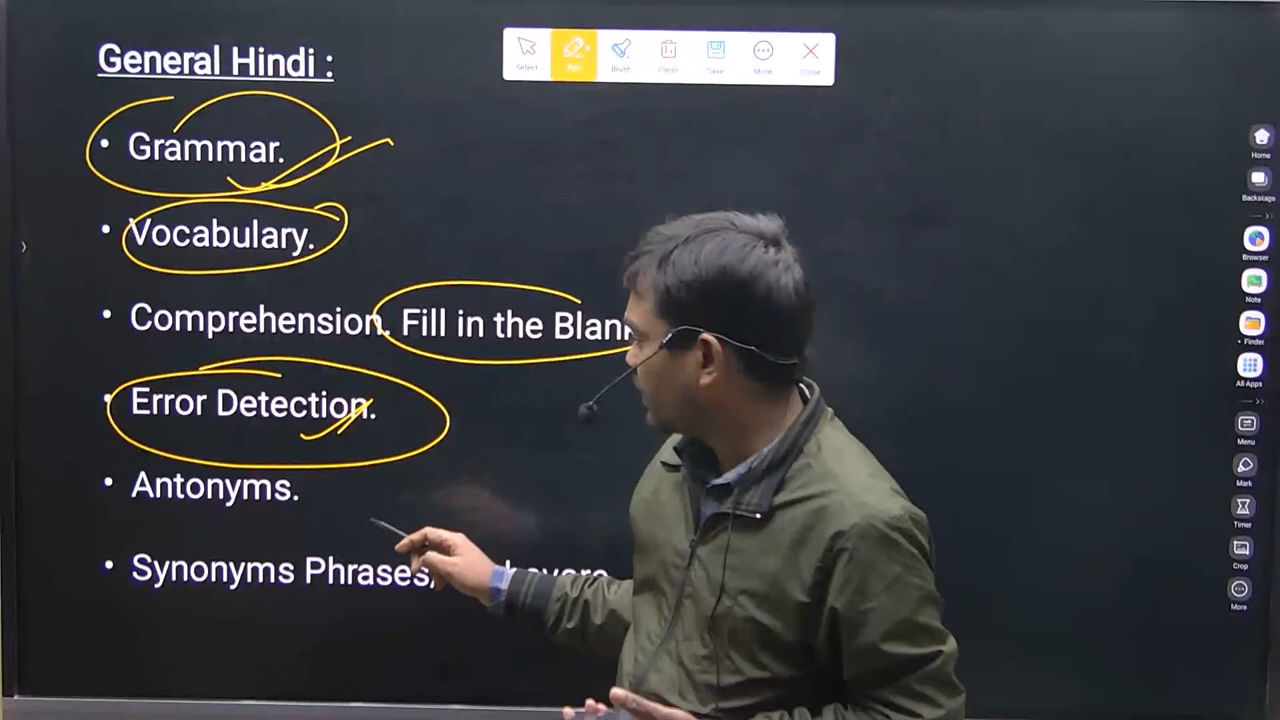 General Hindi :
• Grammar.
• Vocabulary.
• Comprehension. Fill in the
• Error Detection.
• Antonyms.
• Synonyms Phrases/
Select
Pen
Brush
Clean
Save
More
Close
Home
Backstage
Browser
Note
Finder
All Apps
Menu
Mark
Timer
Crop
More